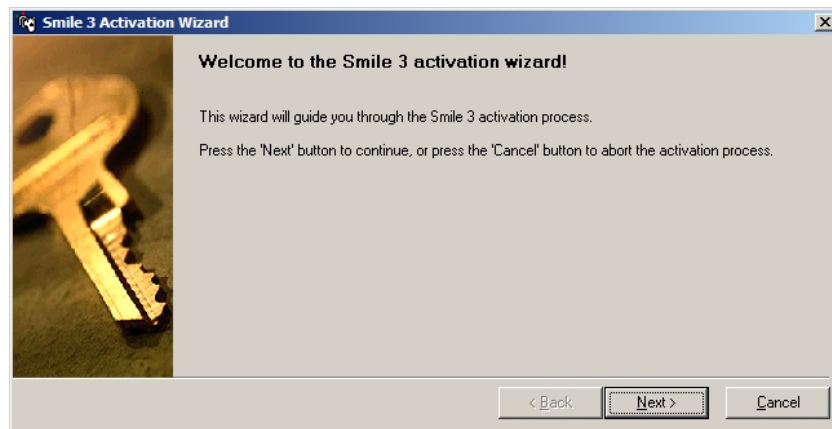 Smile 3 Activation Wizard
Welcome to the Smile 3 activation wizard!
This wizard will guide you through the Smile 3 activation process.
Press the 'Next' button to continue, or press the 'Cancel' button to abort the activation process.
< Back
Next >
Cancel